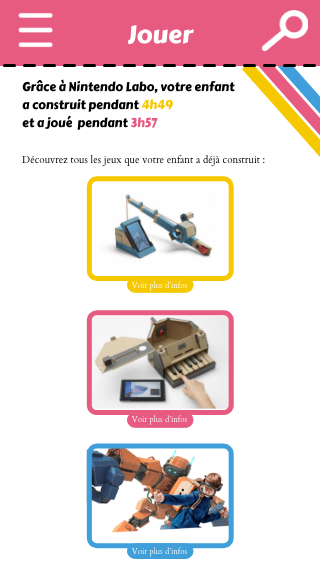 Jouer
Grâce à Nintendo Labo, votre enfant
a construit pendant 4h49
et a joué pendant 3h57
Découvrez tous les jeux que votre enfant a déjà construit :
Voir plus d'infos
Voir plus d'infos
Voir plus d'infos